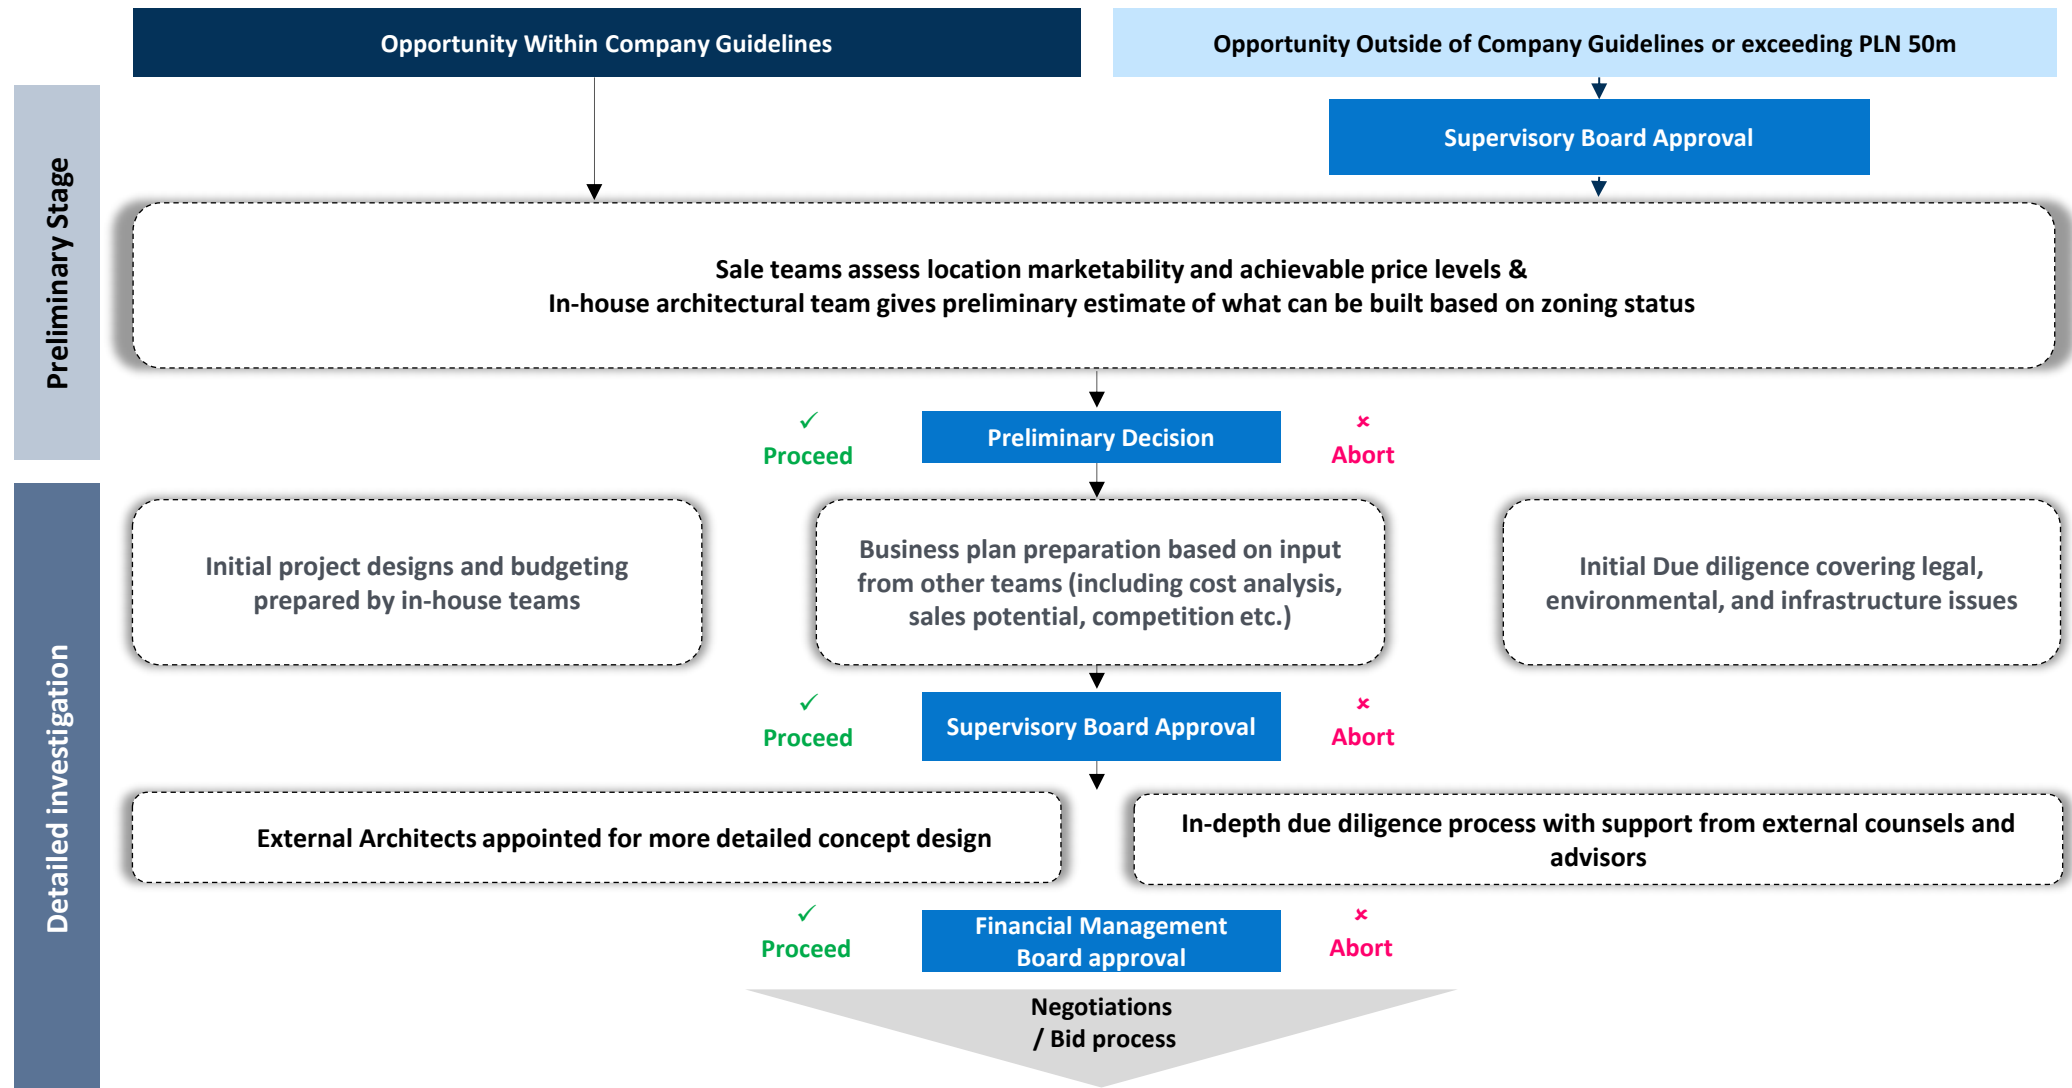 Opportunity Within Company Guidelines
Opportunity Outside of Company Guidelines or exceeding PLN 50m
Preliminary Stage
Supervisory Board Approval
Sale teams assess location marketability and achievable price levels &
In-house architectural team gives preliminary estimate of what can be built based on zoning status
✓
Proceed
Preliminary Decision
✘
Abort
Detailed investigation
Initial project designs and budgeting
prepared by in-house teams
Business plan preparation based on input
from other teams (including cost analysis,
sales potential, competition etc.)
Initial Due diligence covering legal,
environmental, and infrastructure issues
✓
Proceed
Supervisory Board Approval
✘
Abort
External Architects appointed for more detailed concept design
In-depth due diligence process with support from external counsels and
advisors
✓
Proceed
Financial Management
Board approval
✘
Abort
Negotiations
/ Bid process